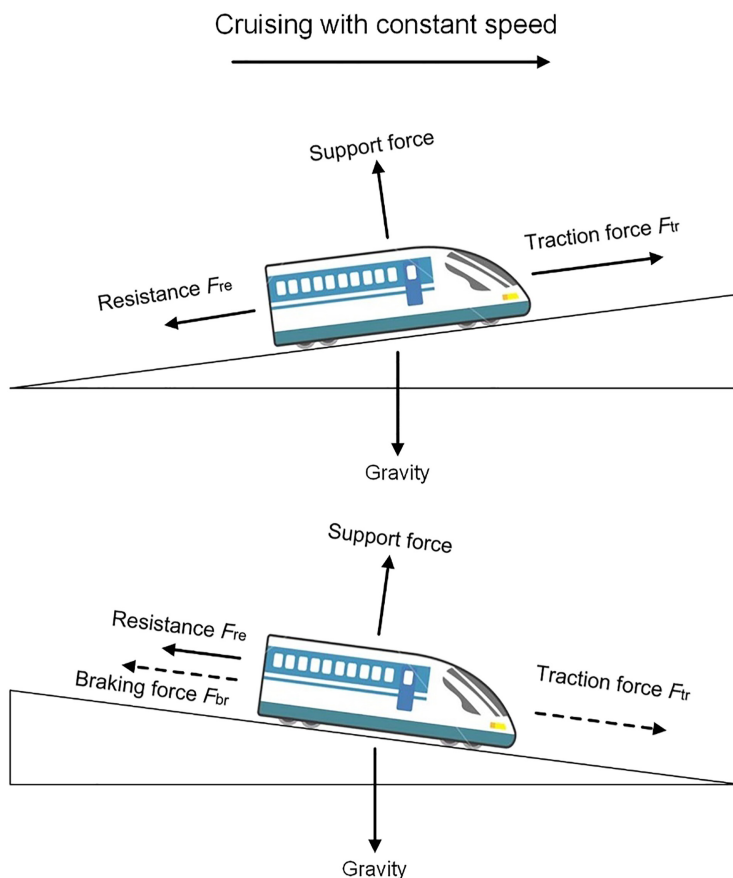 Cruising with constant speed
Support force
Traction force Ftr
Resistance Fre
Gravity
Support force
Resistance Fre
Braking force Fbr
Traction force Ftr
Gravity